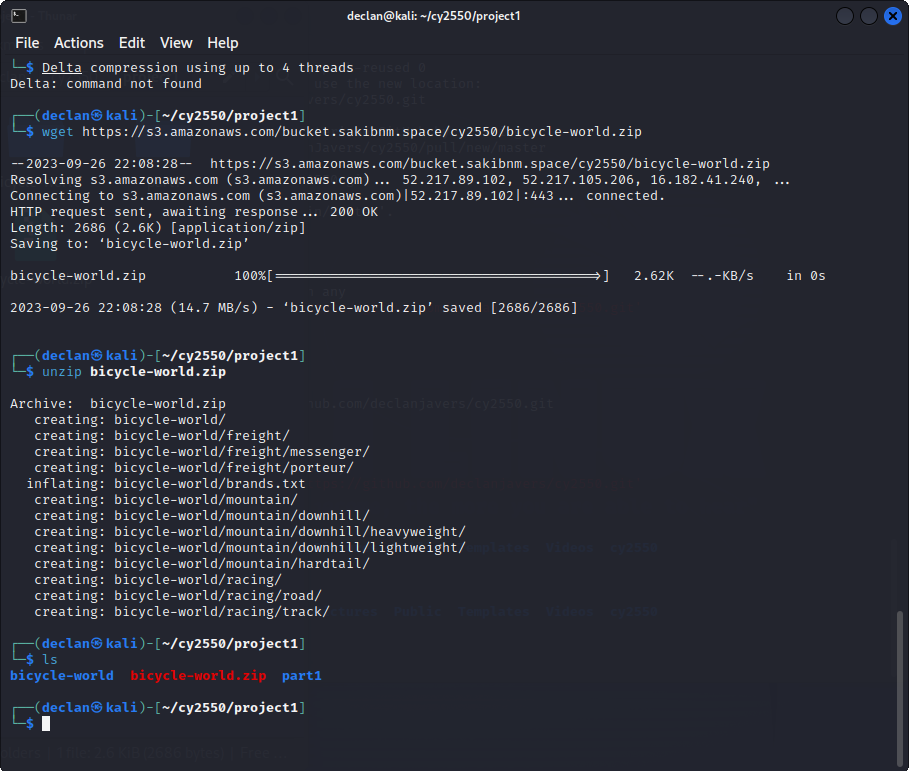 declan@kali: ~/cy2550/project1
File Actions Edit View Help
└─$ Delta compression using up to 4 threads
Delta: command not found
┌──(declan㉿kali)-[~/cy2550/project1]
└─$ wget https://s3.amazonaws.com/bucket.sakibnm.space/cy2550/bicycle-world.zip
--2023-09-26 22:08:28-- https://s3.amazonaws.com/bucket.sakibnm.space/cy2550/bicycle-world.zip
Resolving s3.amazonaws.com (s3.amazonaws.com)... 52.217.89.102, 52.217.105.206, 16.182.41.240, ...
Connecting to s3.amazonaws.com (s3.amazonaws.com)|52.217.89.102|:443... connected.
HTTP request sent, awaiting response... 200 OK
Length: 2686 (2.6K) [application/zip]
Saving to: ‘bicycle-world.zip’
bicycle-world.zip 100%[===========================================>] 2.62K --.-KB/s in 0s
2023-09-26 22:08:28 (14.7 MB/s) - ‘bicycle-world.zip’ saved [2686/2686]
┌──(declan㉿kali)-[~/cy2550/project1]
└─$ unzip bicycle-world.zip
Archive: bicycle-world.zip
creating: bicycle-world/
creating: bicycle-world/freight/
creating: bicycle-world/freight/messenger/
creating: bicycle-world/freight/porteur/
inflating: bicycle-world/brands.txt
creating: bicycle-world/mountain/
creating: bicycle-world/mountain/downhill/
creating: bicycle-world/mountain/downhill/heavyweight/
creating: bicycle-world/mountain/downhill/lightweight/
creating: bicycle-world/mountain/hardtail/
creating: bicycle-world/racing/
creating: bicycle-world/racing/road/
creating: bicycle-world/racing/track/
┌──(declan㉿kali)-[~/cy2550/project1]
└─$ ls
bicycle-world bicycle-world.zip part1
┌──(declan㉿kali)-[~/cy2550/project1]
└─$